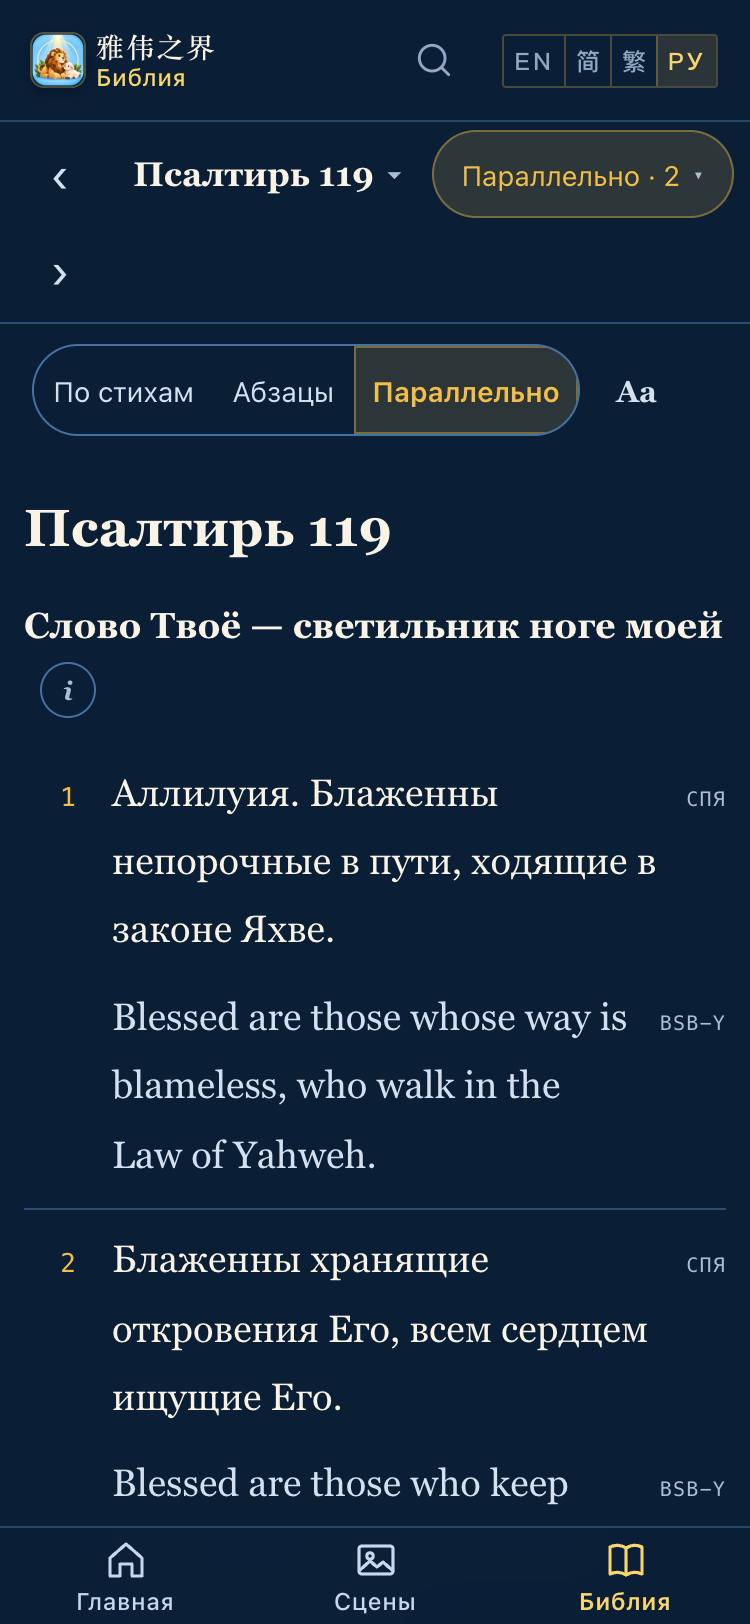 雅伟之界
Библия
EN 简 繁 РУ
‹ Псалтирь 119 Параллельно · 2
›
По стихам Абзацы Параллельно Aa
Псалтирь 119
Слово Твоё — светильник ноге моей
i
1 Аллилуия. Блаженны СПЯ
непорочные в пути, ходящие в
законе Яхве.
Blessed are those whose way is BSB-Y
blameless, who walk in the
Law of Yahweh.
2 Блаженны хранящие СПЯ
откровения Его, всем сердцем
ищущие Его.
Blessed are those who keep BSB-Y
Главная Сцены Библия